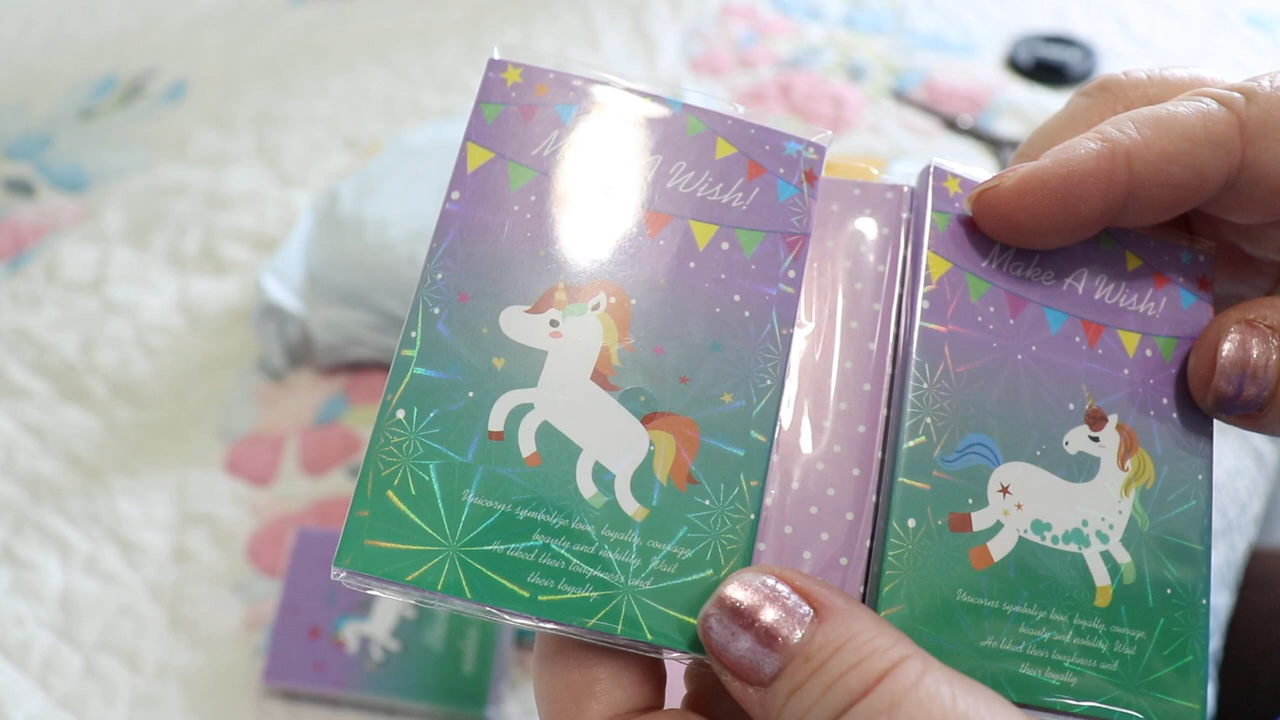 A Wish!
Unicorns symbolize love, loyalty, courage,
beauty and nobility. Wait
He liked their toughness and
their loyalty.
Make A Wish!
Unicorns symbolize love, loyalty, courage,
beauty and nobility. Wait
He liked their toughness and
their loyalty.